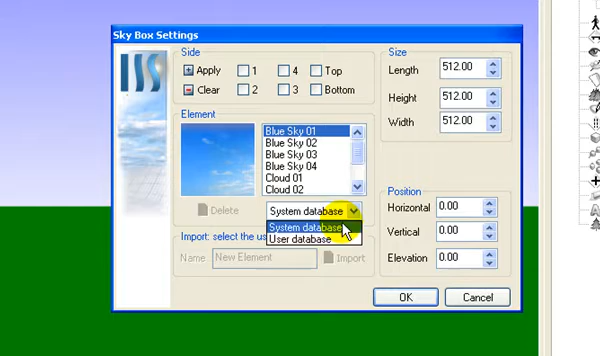 Sky Box Settings
ISS
Side
Apply 1 4 Top
Clear 2 3 Bottom
Size
Length 512.00
Height 512.00
Width 512.00
Element
Blue Sky 01
Blue Sky 02
Blue Sky 03
Blue Sky 04
Cloud 01
Cloud 02
Delete
System database
System database
User database
Import: select the us
Name New Element Import
Position
Horizontal 0.00
Vertical 0.00
Elevation 0.00
OK Cancel